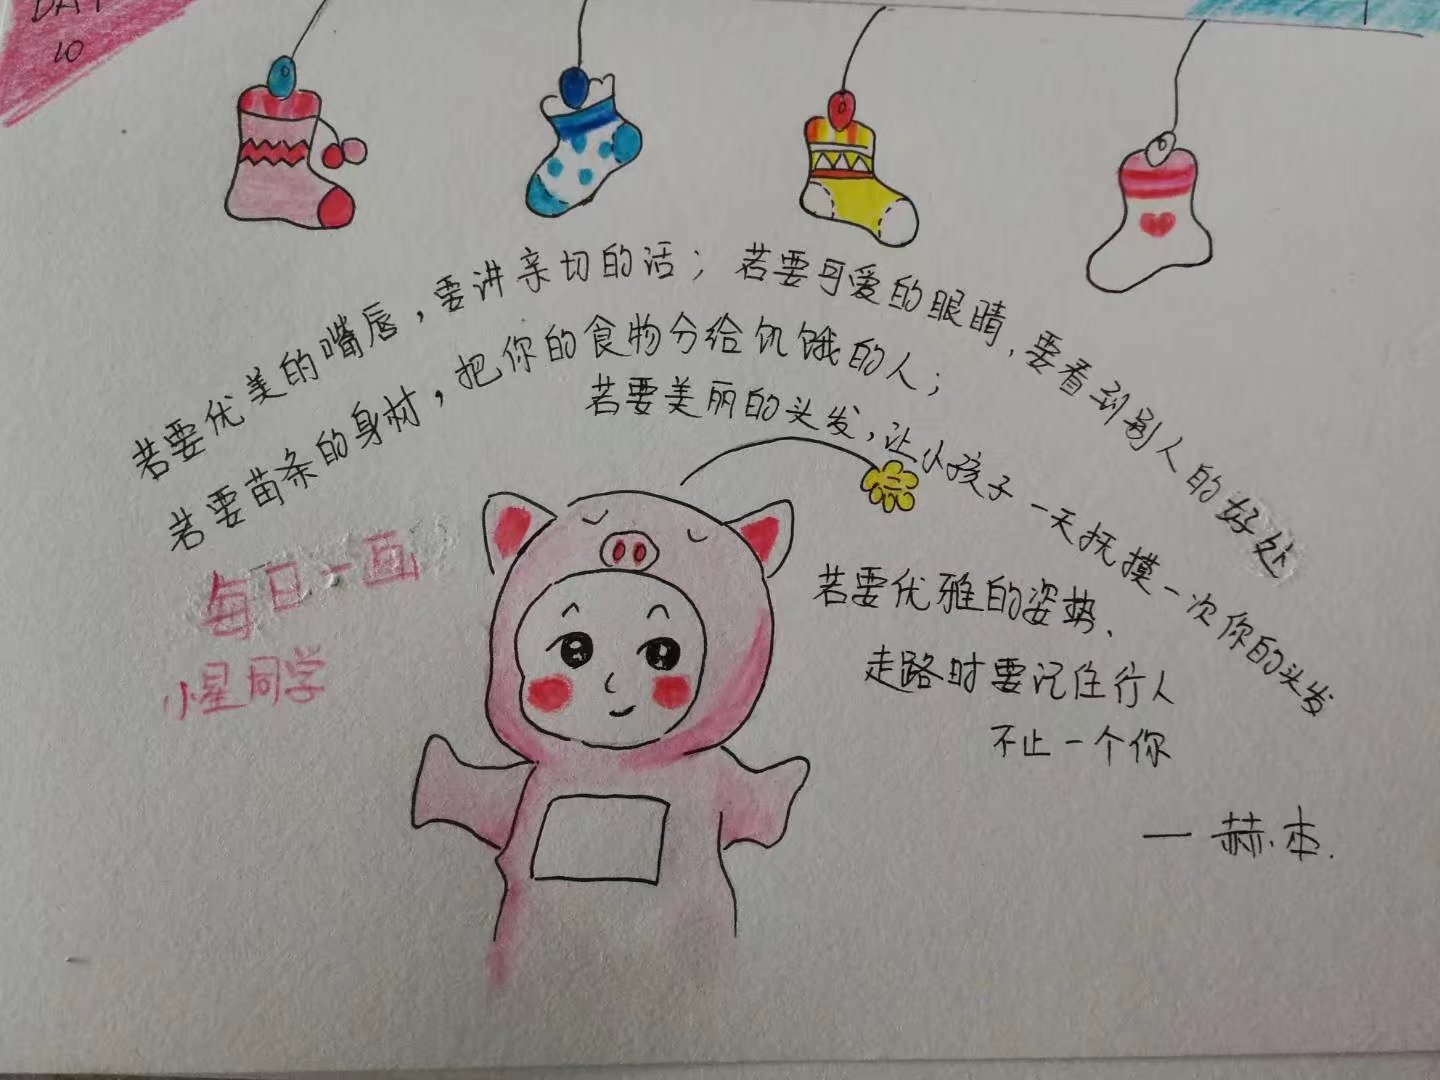 DAY
10
若要优美的嘴唇，要讲亲切的话；若要可爱的眼睛，要看到别人的好处
若要苗条的身材，把你的食物分给饥饿的人；
若要美丽的头发，让小孩子一天抚摸一次你的头发
若要优雅的姿势、
走路时要记住行人
不止一个你
一赫·本.
每日一画
小星同学